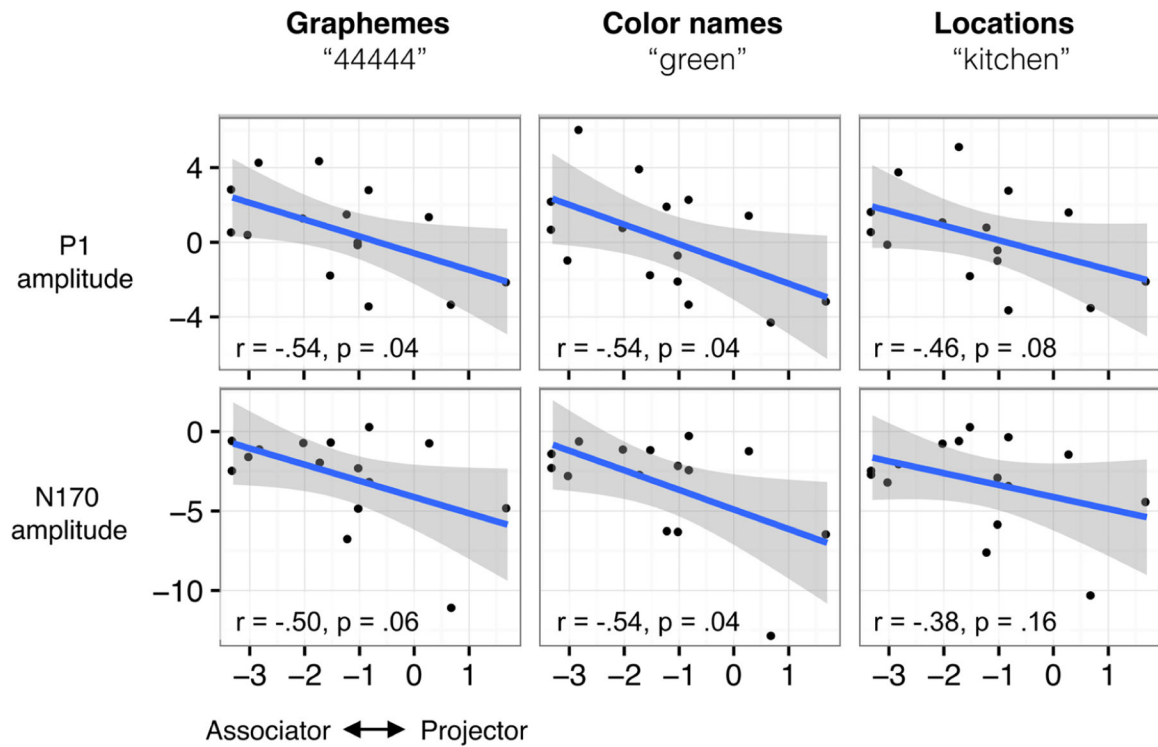 Graphemes Color names Locations
“44444” “green” “kitchen”
P1
amplitude
4
0
−4
r = -.54, p = .04
r = -.54, p = .04
r = -.46, p = .08
N170
amplitude
0
−5
−10
r = -.50, p = .06
r = -.54, p = .04
r = -.38, p = .16
−3 −2 −1 0 1 −3 −2 −1 0 1 −3 −2 −1 0 1
Associator Projector